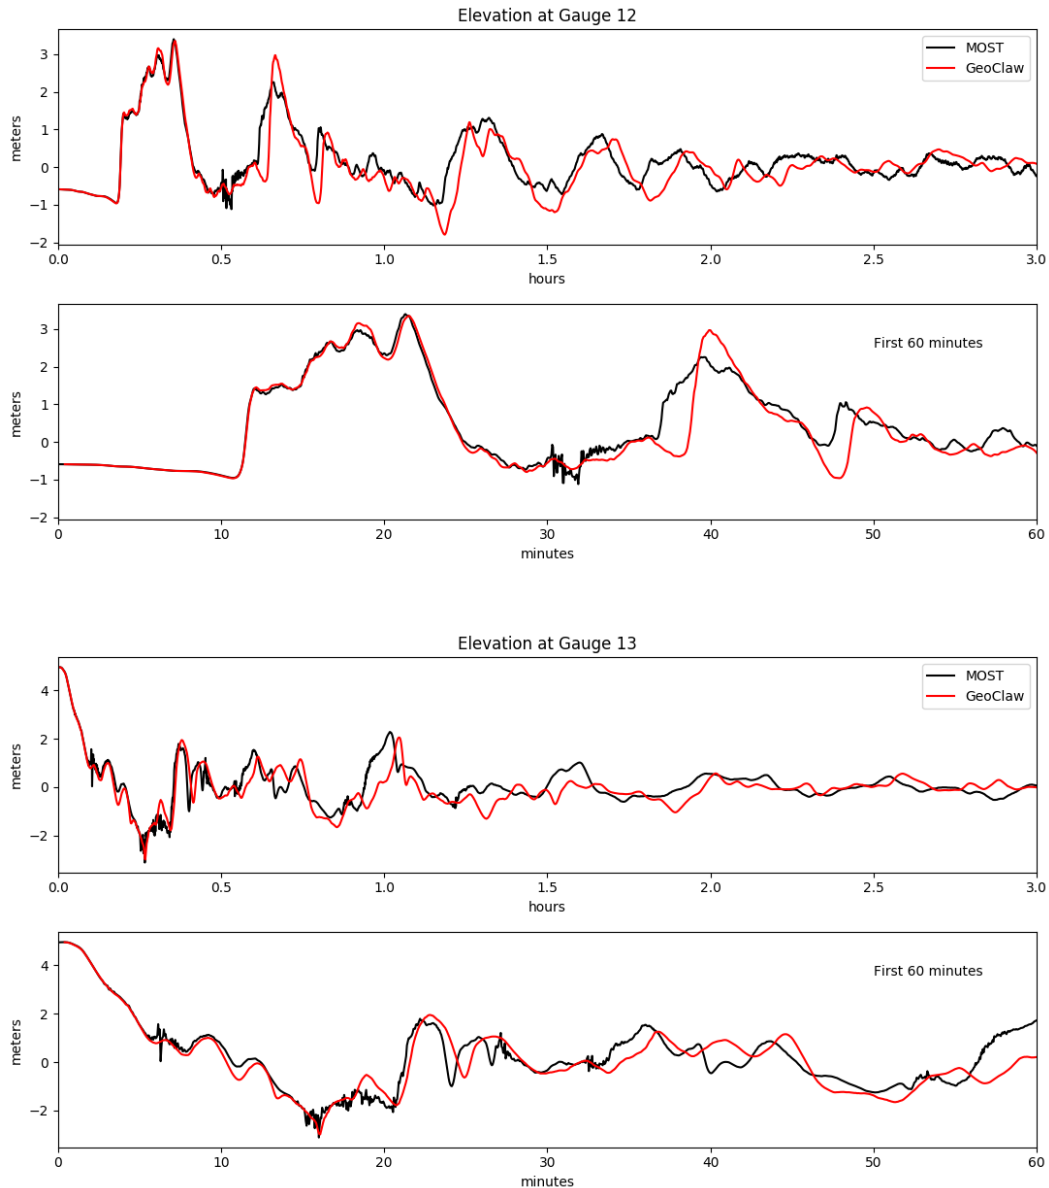 Elevation at Gauge 12
MOST
GeoClaw
meters
3
2
1
0
−1
−2
0.0 0.5 1.0 1.5 2.0 2.5 3.0
hours
First 60 minutes
meters
3
2
1
0
−1
−2
0 10 20 30 40 50 60
minutes
Elevation at Gauge 13
MOST
GeoClaw
meters
4
2
0
−2
0.0 0.5 1.0 1.5 2.0 2.5 3.0
hours
First 60 minutes
meters
4
2
0
−2
0 10 20 30 40 50 60
minutes